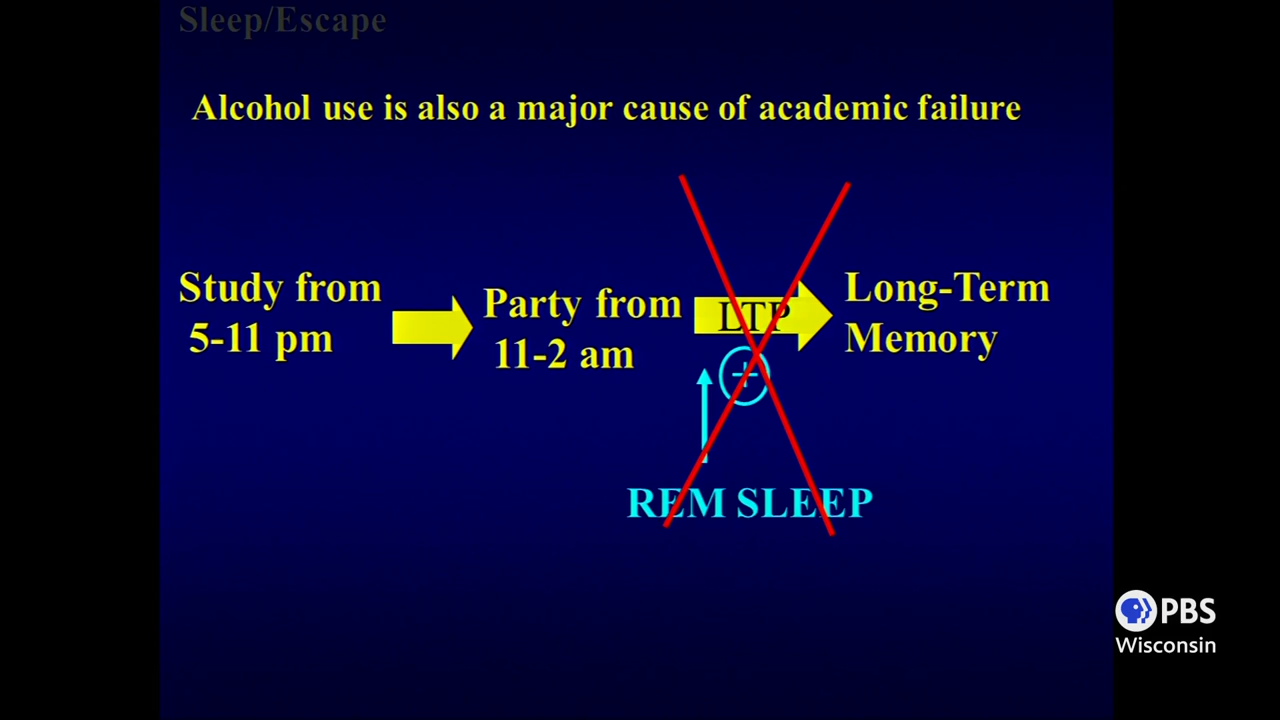 Sleep/Escape
Alcohol use is also a major cause of academic failure
Study from
5-11 pm
Party from
11-2 am
LTP
Long-Term
Memory
+
REM SLEEP
PBS
Wisconsin